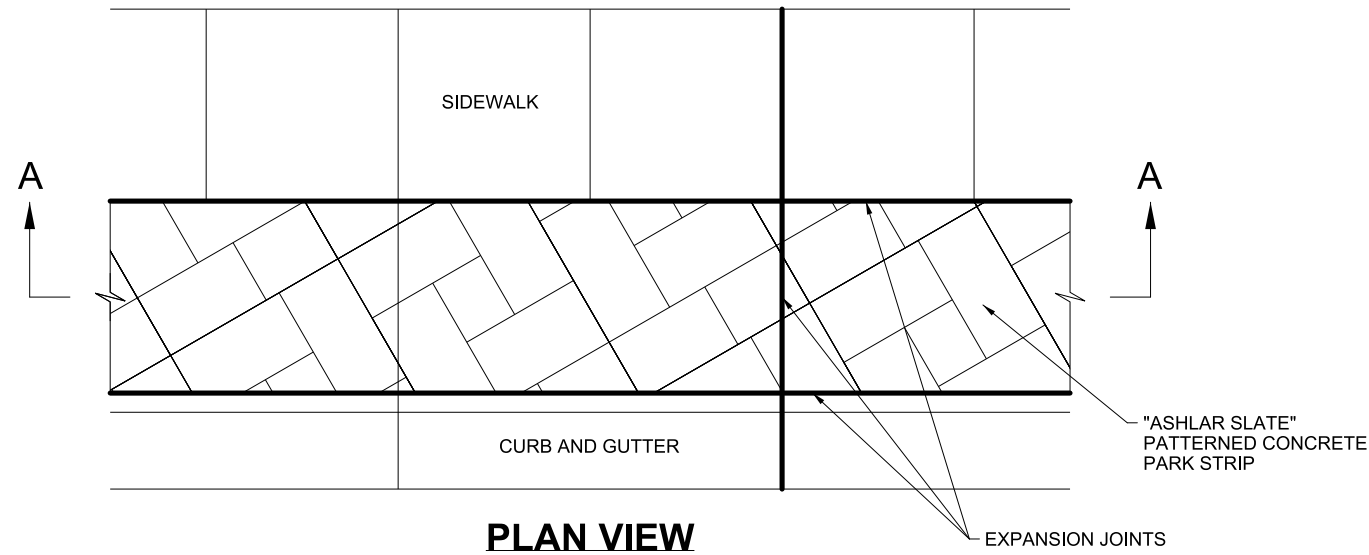 SIDEWALK
A
A
"ASHLAR SLATE"
PATTERNED CONCRETE
PARK STRIP
CURB AND GUTTER
PLAN VIEW
EXPANSION JOINTS